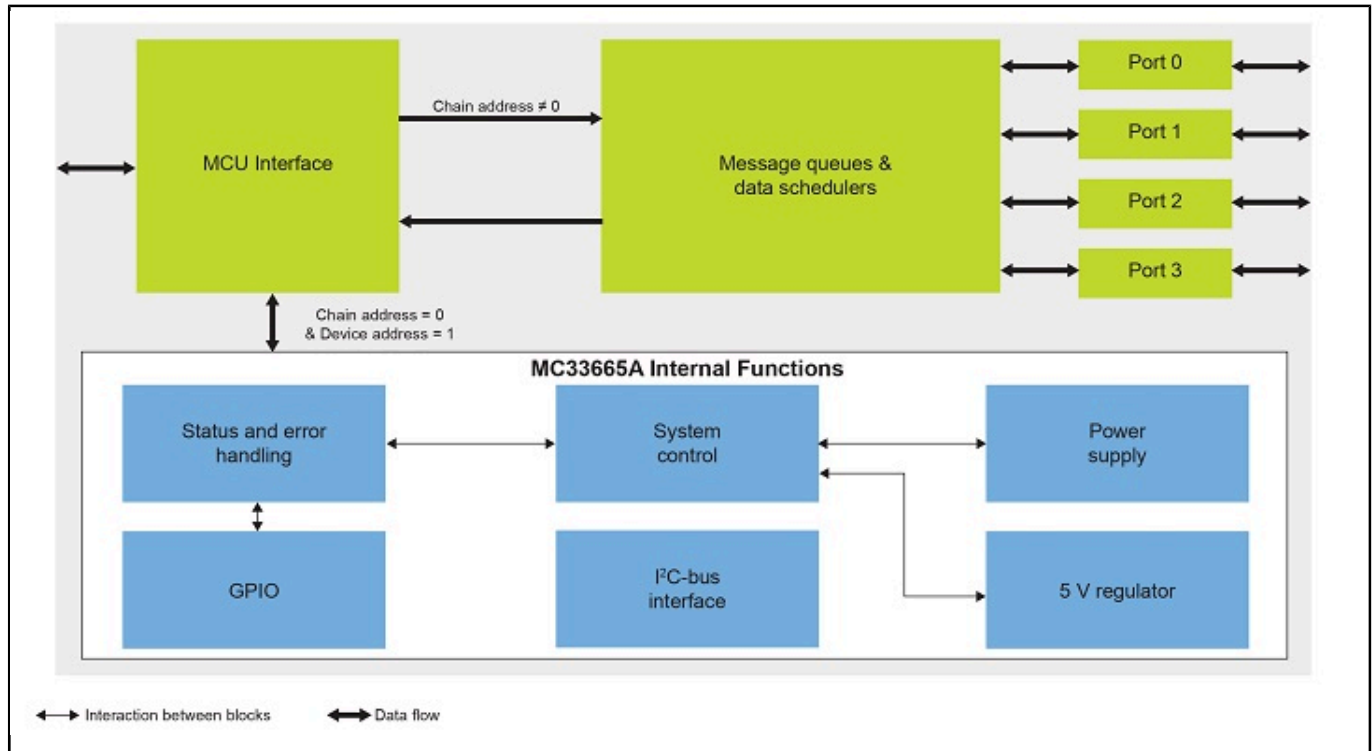 Chain address ≠ 0
MCU Interface
Message queues &
data schedulers
Port 0
Port 1
Port 2
Port 3
Chain address = 0
& Device address = 1
MC33665A Internal Functions
Status and error
handling
System
control
Power
supply
GPIO
I²C-bus
interface
5 V regulator
Interaction between blocks
Data flow